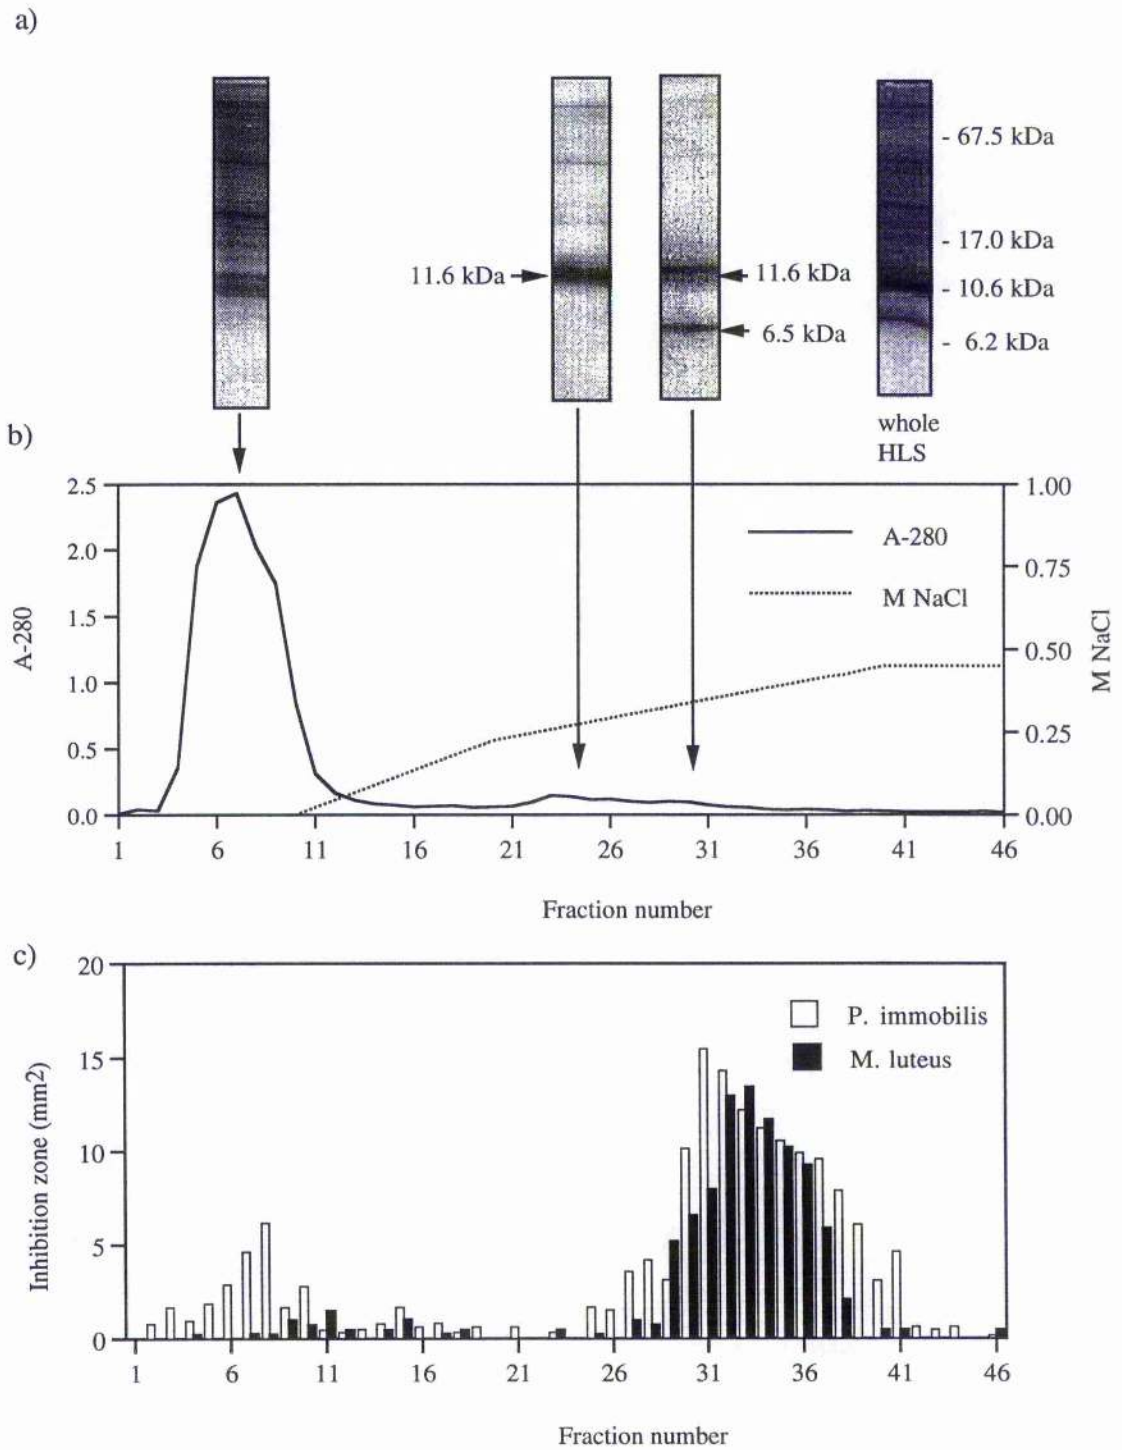 a)
- 67.5 kDa
- 17.0 kDa
11.6 kDa
11.6 kDa
- 10.6 kDa
6.5 kDa
- 6.2 kDa
whole
HLS
b)
2.5
2.0
1.5
1.0
0.5
0.0
A-280
1.00
0.75
0.50
0.25
0.00
M NaCl
A-280
M NaCl
1 6 11 16 21 26 31 36 41 46
Fraction number
c)
20
15
10
5
0
Inhibition zone (mm2)
P. immobilis
M. luteus
1 6 11 16 21 26 31 36 41 46
Fraction number